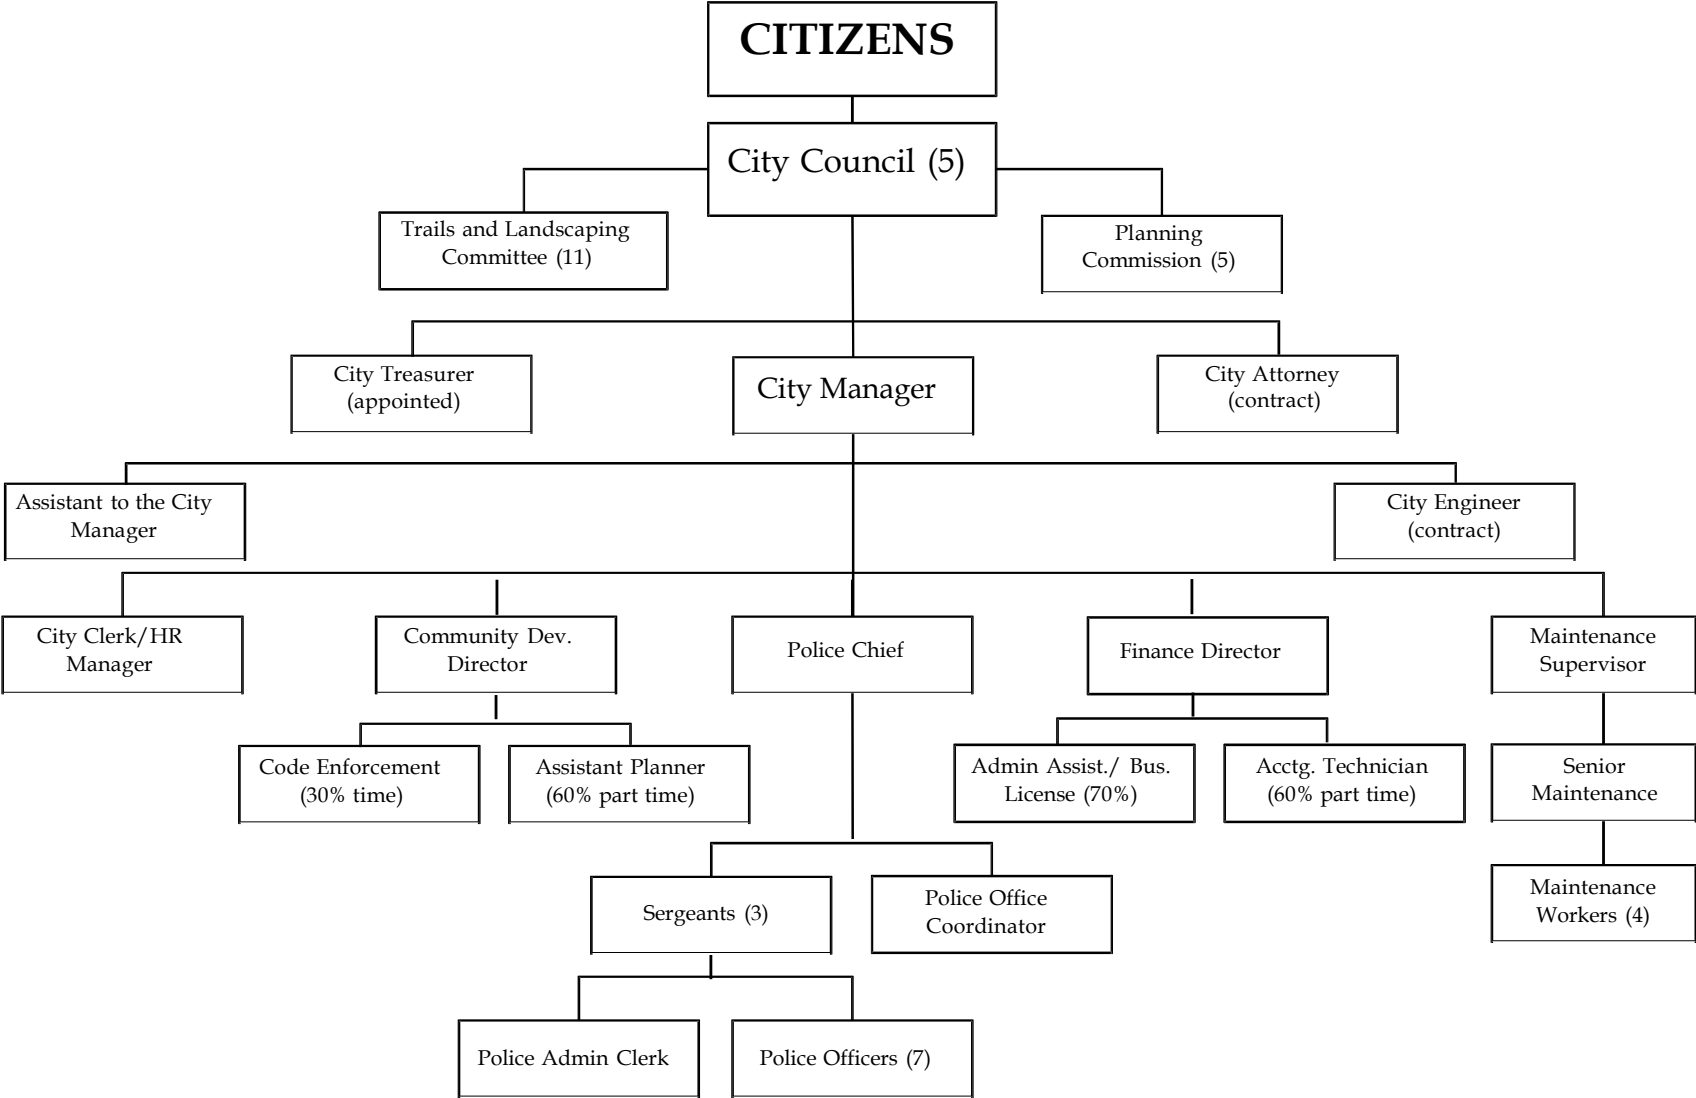 CITIZENS
City Council (5)
Trails and Landscaping
Committee (11)
Planning
Commission (5)
City Treasurer
(appointed)
City Manager
City Attorney
(contract)
Assistant to the City
Manager
City Engineer
(contract)
City Clerk/HR
Manager
Community Dev.
Director
Police Chief
Finance Director
Maintenance
Supervisor
Code Enforcement
(30% time)
Assistant Planner
(60% part time)
Admin Assist./ Bus.
License (70%)
Acctg. Technician
(60% part time)
Senior
Maintenance
Sergeants (3)
Police Office
Coordinator
Maintenance
Workers (4)
Police Admin Clerk
Police Officers (7)